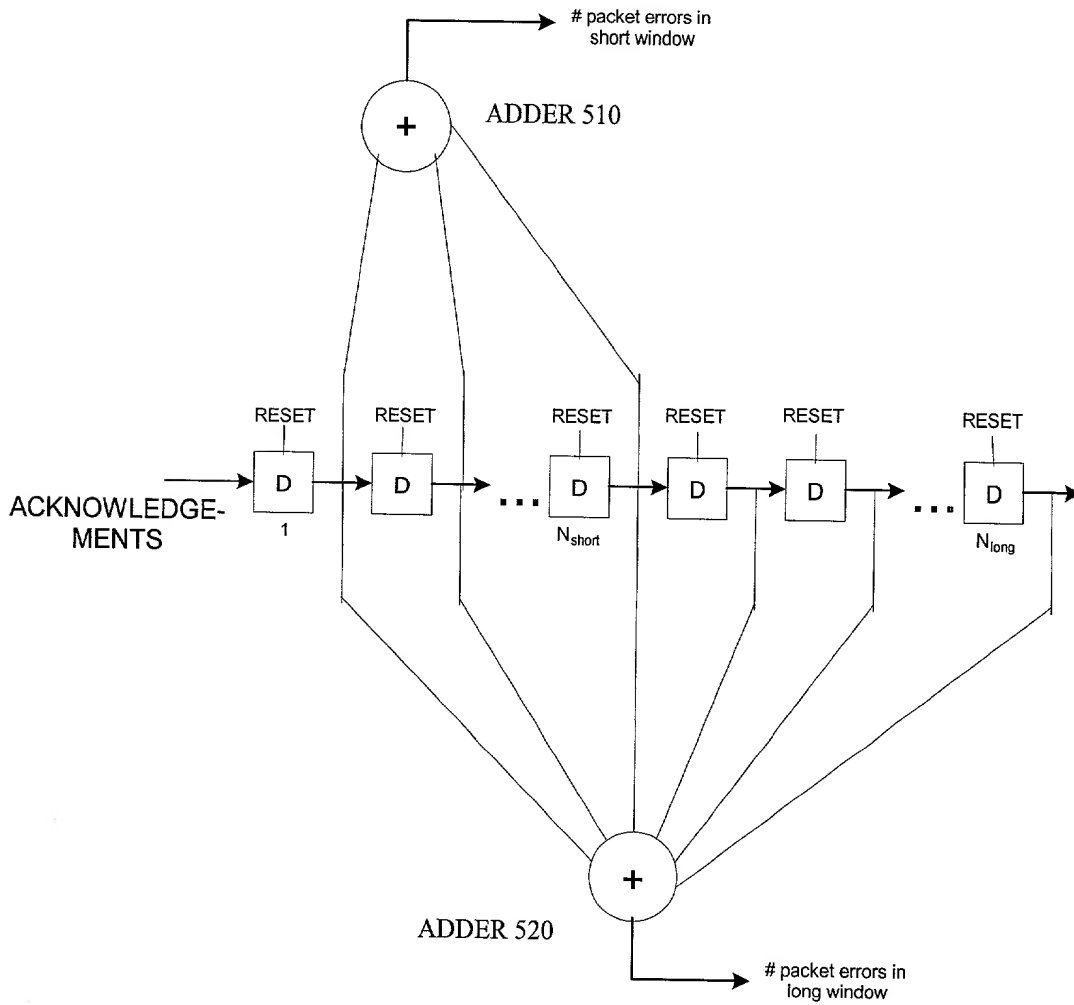 # packet errors in
short window
+
ADDER 510
RESET
RESET
RESET
RESET
RESET
RESET
D
D
...
D
D
D
...
D
ACKNOWLEDGE-
MENTS
1
N_short
N_long
+
ADDER 520
# packet errors in
long window